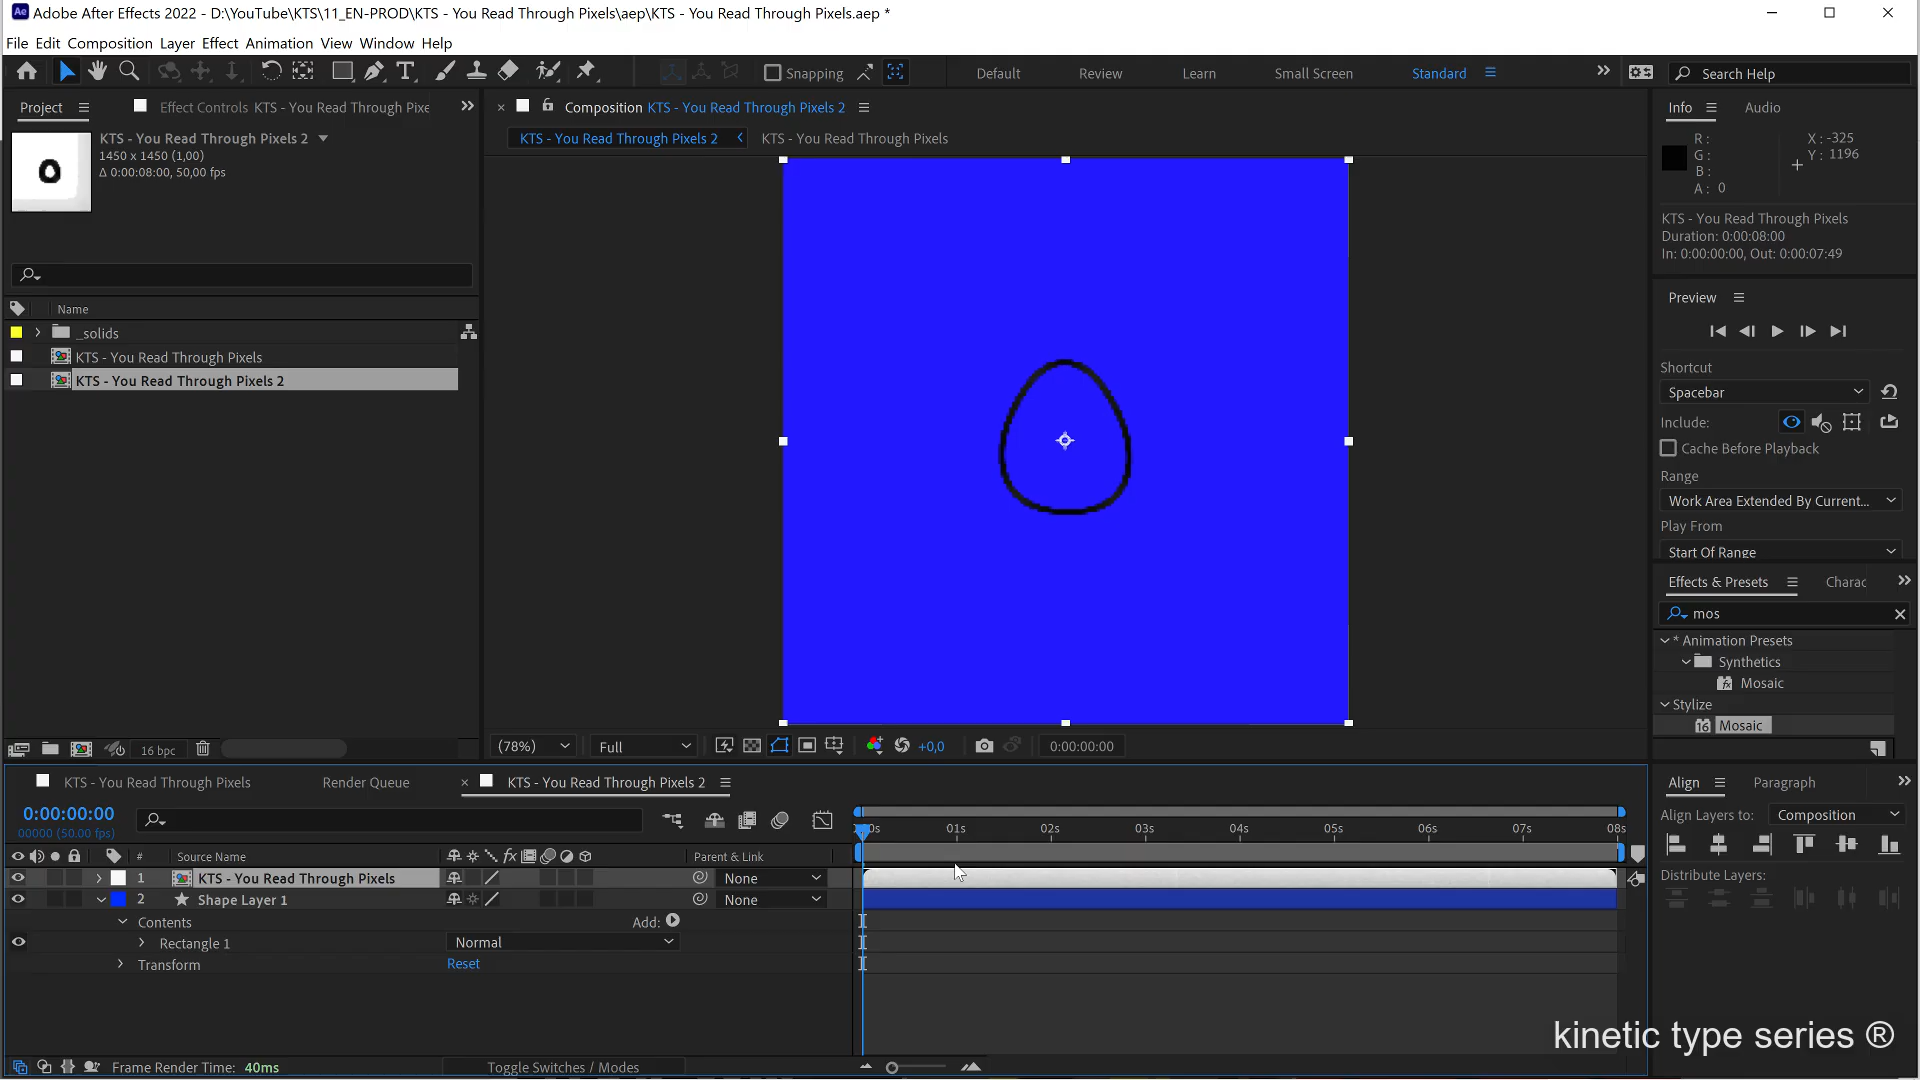 Adobe After Effects 2022 - D:\YouTube\KTS\11_EN-PROD\KTS - You Read Through Pixels\aep\KTS - You Read Through Pixels.aep *
File Edit Composition Layer Effect Animation View Window Help
Snapping
Default
Review
Learn
Small Screen
Standard
Search Help
Project
Effect Controls KTS - You Read Through Pixe
Composition KTS - You Read Through Pixels 2
Info
Audio
KTS - You Read Through Pixels 2
1450 x 1450 (1,00)
Δ 0:00:08:00, 50,00 fps
KTS - You Read Through Pixels 2
KTS - You Read Through Pixels
R :
G :
B :
A : 0
X : -325
Y : 1196
KTS - You Read Through Pixels
Duration: 0:00:08:00
In: 0:00:00:00, Out: 0:00:07:49
Name
_solids
KTS - You Read Through Pixels
KTS - You Read Through Pixels 2
Preview
Shortcut
Spacebar
Include:
Cache Before Playback
Range
Work Area Extended By Current...
Play From
Start Of Range
Effects & Presets
Charac
mos
* Animation Presets
Synthetics
Mosaic
Stylize
Mosaic
16 bpc
(78%)
Full
+0,0
0:00:00:00
KTS - You Read Through Pixels
Render Queue
KTS - You Read Through Pixels 2
Align
Paragraph
0:00:00:00
00000 (50.00 fps)
Align Layers to:
Composition
01s
02s
03s
04s
05s
06s
07s
08s
# Source Name
Parent & Link
1 KTS - You Read Through Pixels
None
2 Shape Layer 1
None
Distribute Layers:
Contents
Add:
Rectangle 1
Normal
Transform
Reset
kinetic type series ®
Frame Render Time: 40ms
Toggle Switches / Modes